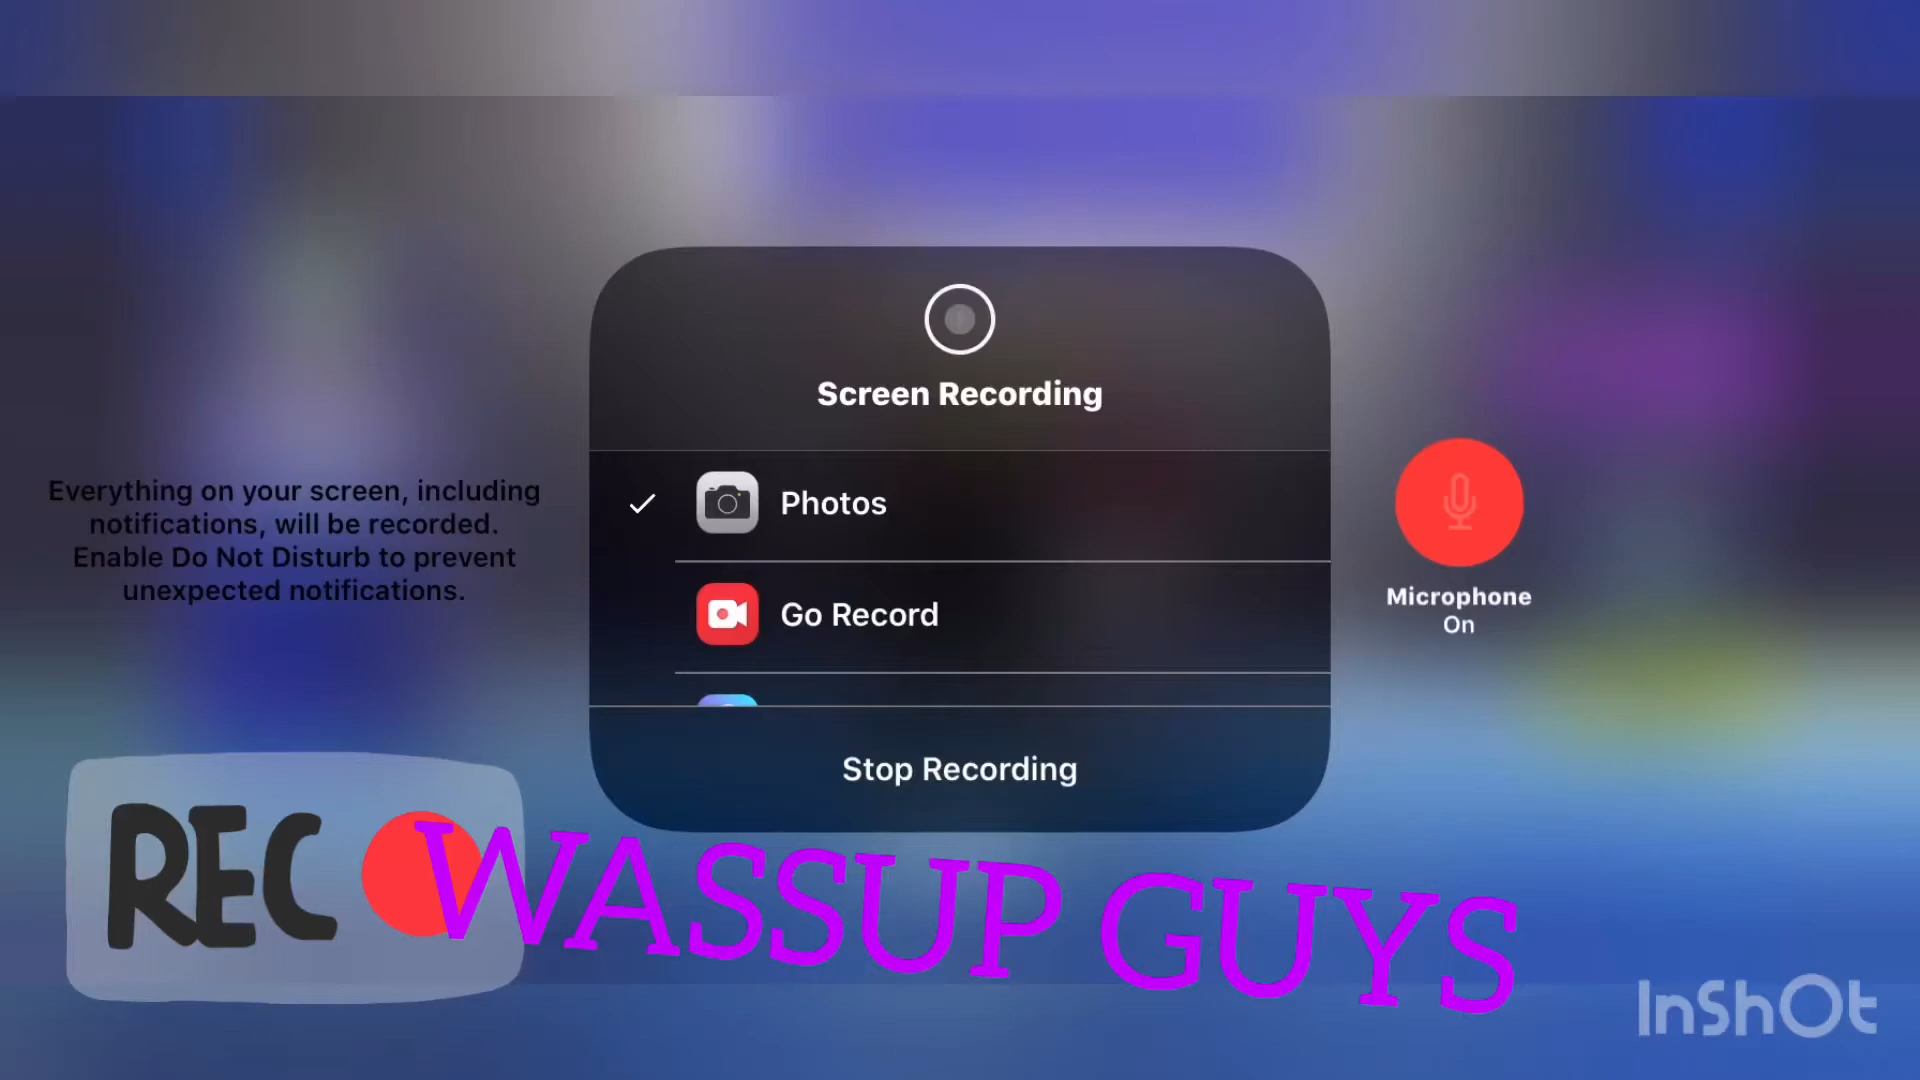 Screen Recording
Photos
Go Record
Stop Recording
Everything on your screen, including
notifications, will be recorded.
Enable Do Not Disturb to prevent
unexpected notifications.
Microphone
On
REC
WASSUP GUYS
InShOt